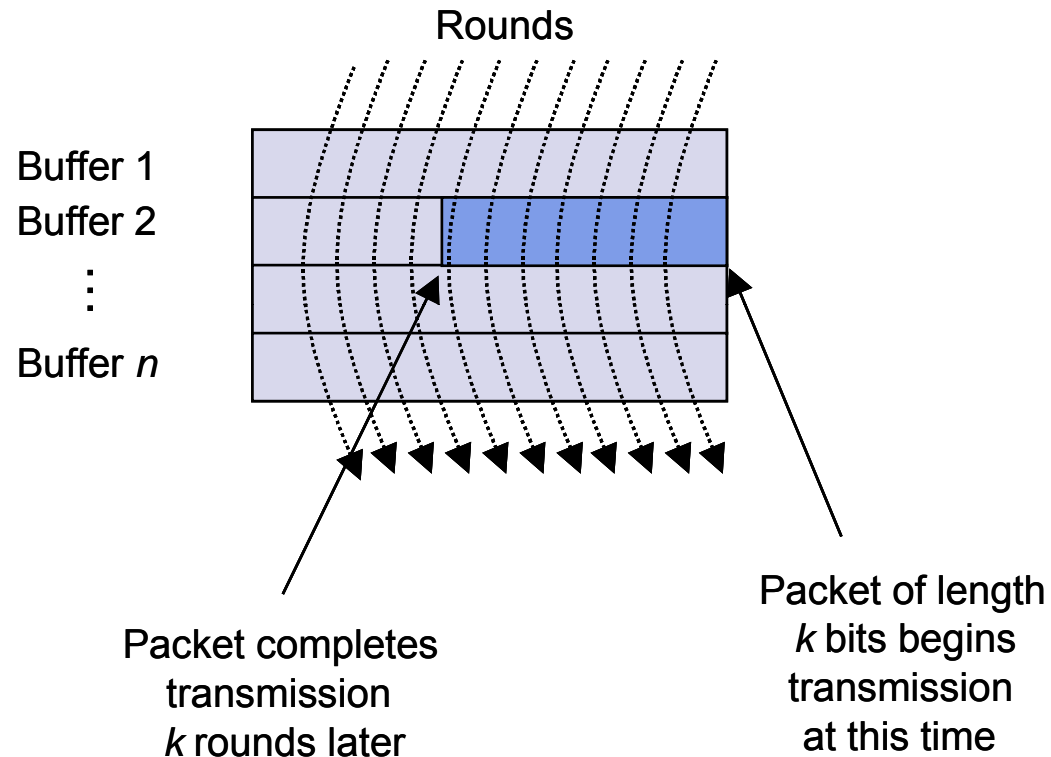 Rounds
Buffer 1
Buffer 2
⋮
Buffer n
Packet completes
transmission
k rounds later
Packet of length
k bits begins
transmission
at this time